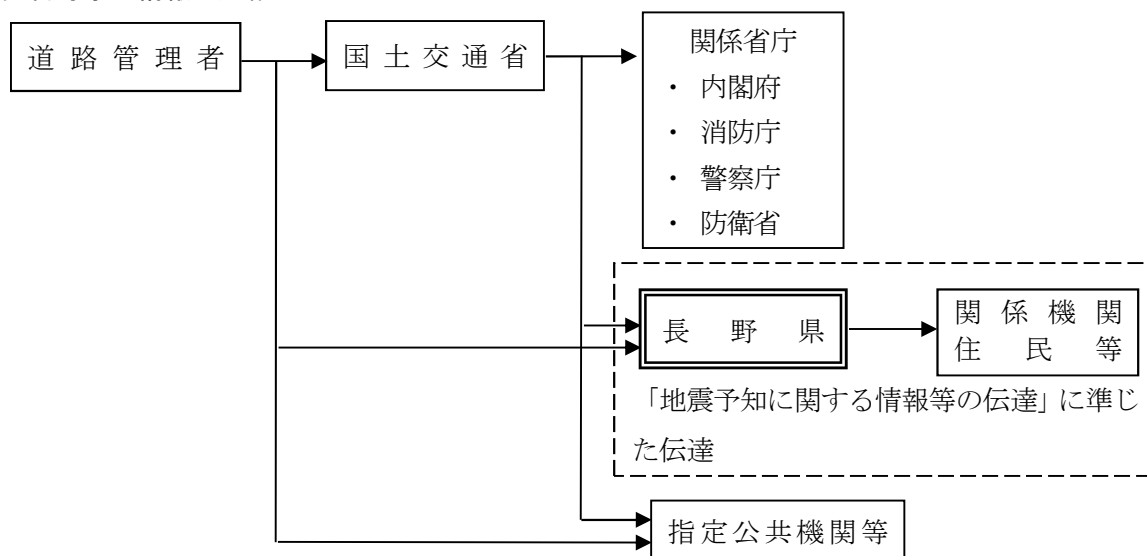 道路管理者
国土交通省
関係省庁
・ 内閣府
・ 消防庁
・ 警察庁
・ 防衛省
長野県
関係機関
住民等
「地震予知に関する情報等の伝達」に準じ
た伝達
指定公共機関等